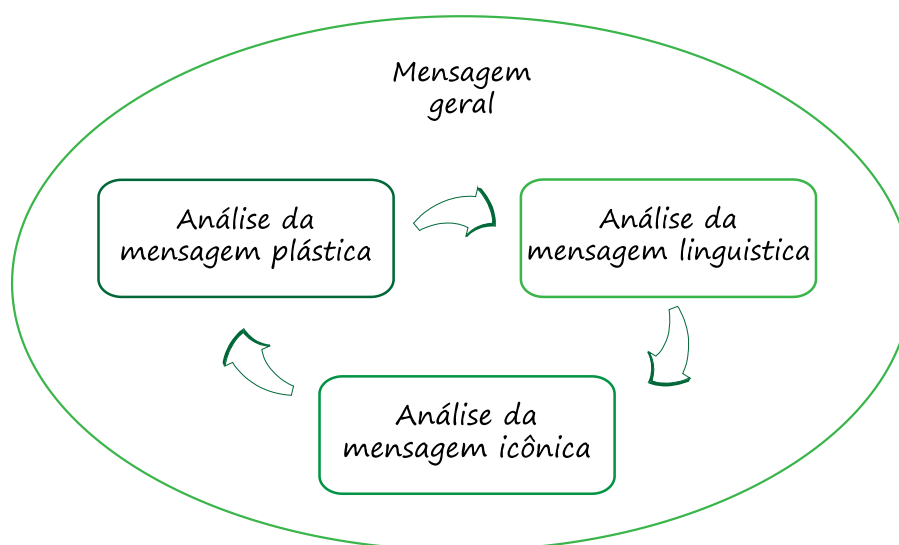 Mensagem
geral
Análise da
mensagem plástica
Análise da
mensagem linguistica
Análise da
mensagem icônica